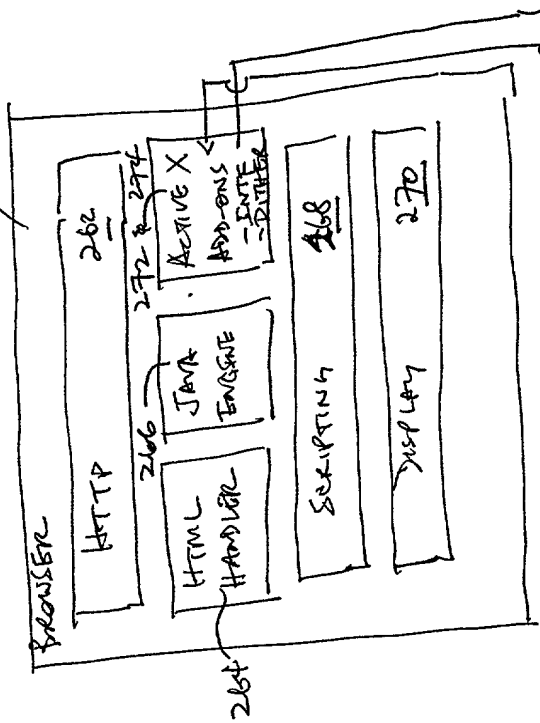 BROWSER
HTTP 262
266
272 & 274
HTML
HANDLER
JAVA
ENGINE
ACTIVE X
ADD-ONS
-INTE
-DITHER
264
SCRIPTING 268
DISPLAY 270